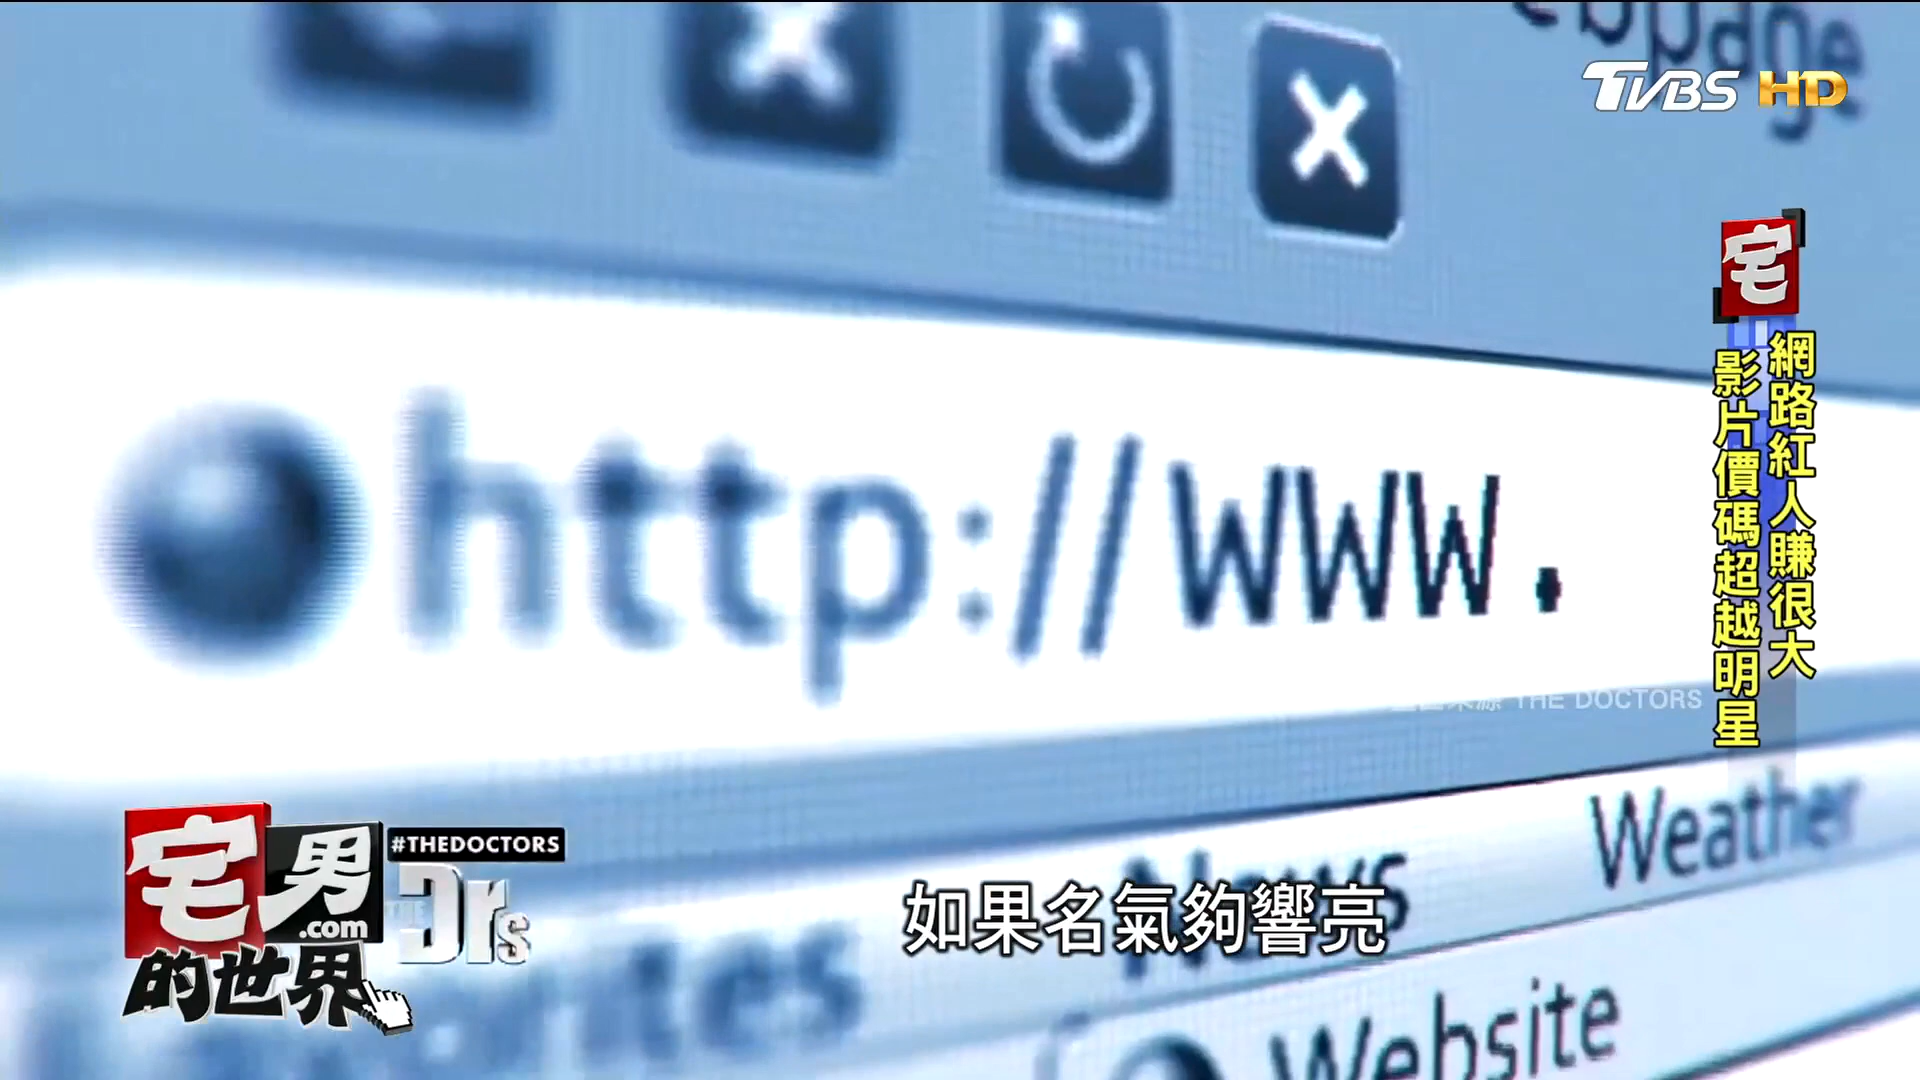 TVBS HD
宅
網路紅人賺很大
影片價碼超越明星
http://www.
THE DOCTORS
Weather
News
Website
宅男.com
的世界
#THEDOCTORS
THE Drs
如果名氣夠響亮